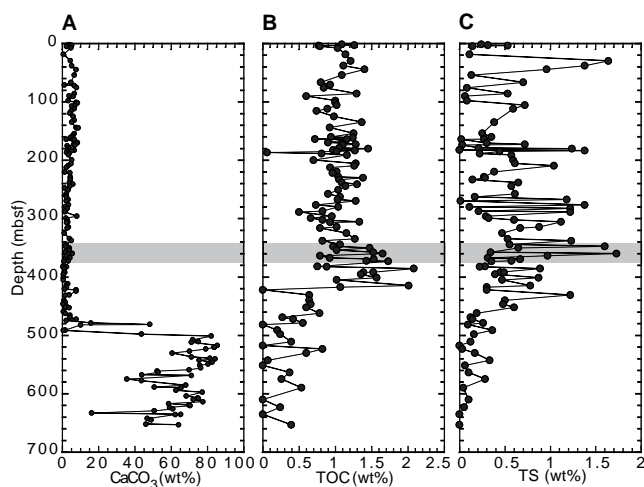 A B C
0
100
200
300
400
500
600
700
Depth (mbsf)
0 20 40 60 80 100
CaCO3 (wt%)
0 0.5 1 1.5 2 2.5
TOC (wt%)
0 0.5 1 1.5 2
TS (wt%)